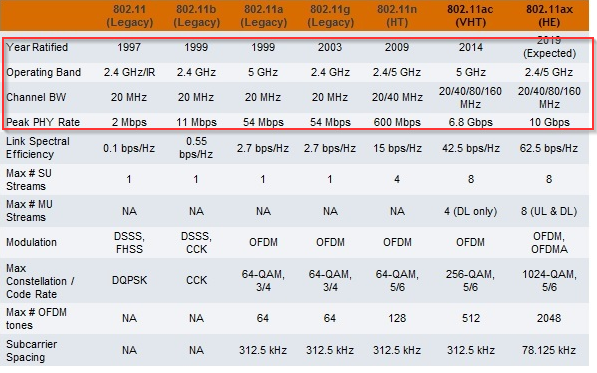 802.11 (Legacy) 802.11b (Legacy) 802.11a (Legacy) 802.11g (Legacy) 802.11n (HT) 802.11ac (VHT) 802.11ax (HE)
Year Ratified 1997 1999 1999 2003 2009 2014 2019 (Expected)
Operating Band 2.4 GHz/IR 2.4 GHz 5 GHz 2.4 GHz 2.4/5 GHz 5 GHz 2.4/5 GHz
Channel BW 20 MHz 20 MHz 20 MHz 20 MHz 20/40 MHz 20/40/80/160 MHz 20/40/80/160 MHz
Peak PHY Rate 2 Mbps 11 Mbps 54 Mbps 54 Mbps 600 Mbps 6.8 Gbps 10 Gbps
Link Spectral Efficiency 0.1 bps/Hz 0.55 bps/Hz 2.7 bps/Hz 2.7 bps/Hz 15 bps/Hz 42.5 bps/Hz 62.5 bps/Hz
Max # SU Streams 1 1 1 1 4 8 8
Max # MU Streams NA NA NA NA NA 4 (DL only) 8 (UL & DL)
Modulation DSSS, FHSS DSSS, CCK OFDM OFDM OFDM OFDM OFDM, OFDMA
Max Constellation / Code Rate DQPSK CCK 64-QAM, 3/4 64-QAM, 3/4 64-QAM, 5/6 256-QAM, 5/6 1024-QAM, 5/6
Max # OFDM tones NA NA 64 64 128 512 2048
Subcarrier Spacing NA NA 312.5 kHz 312.5 kHz 312.5 kHz 312.5 kHz 78.125 kHz